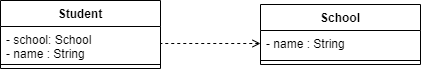 Student
- school: School
- name : String
School
- name : String